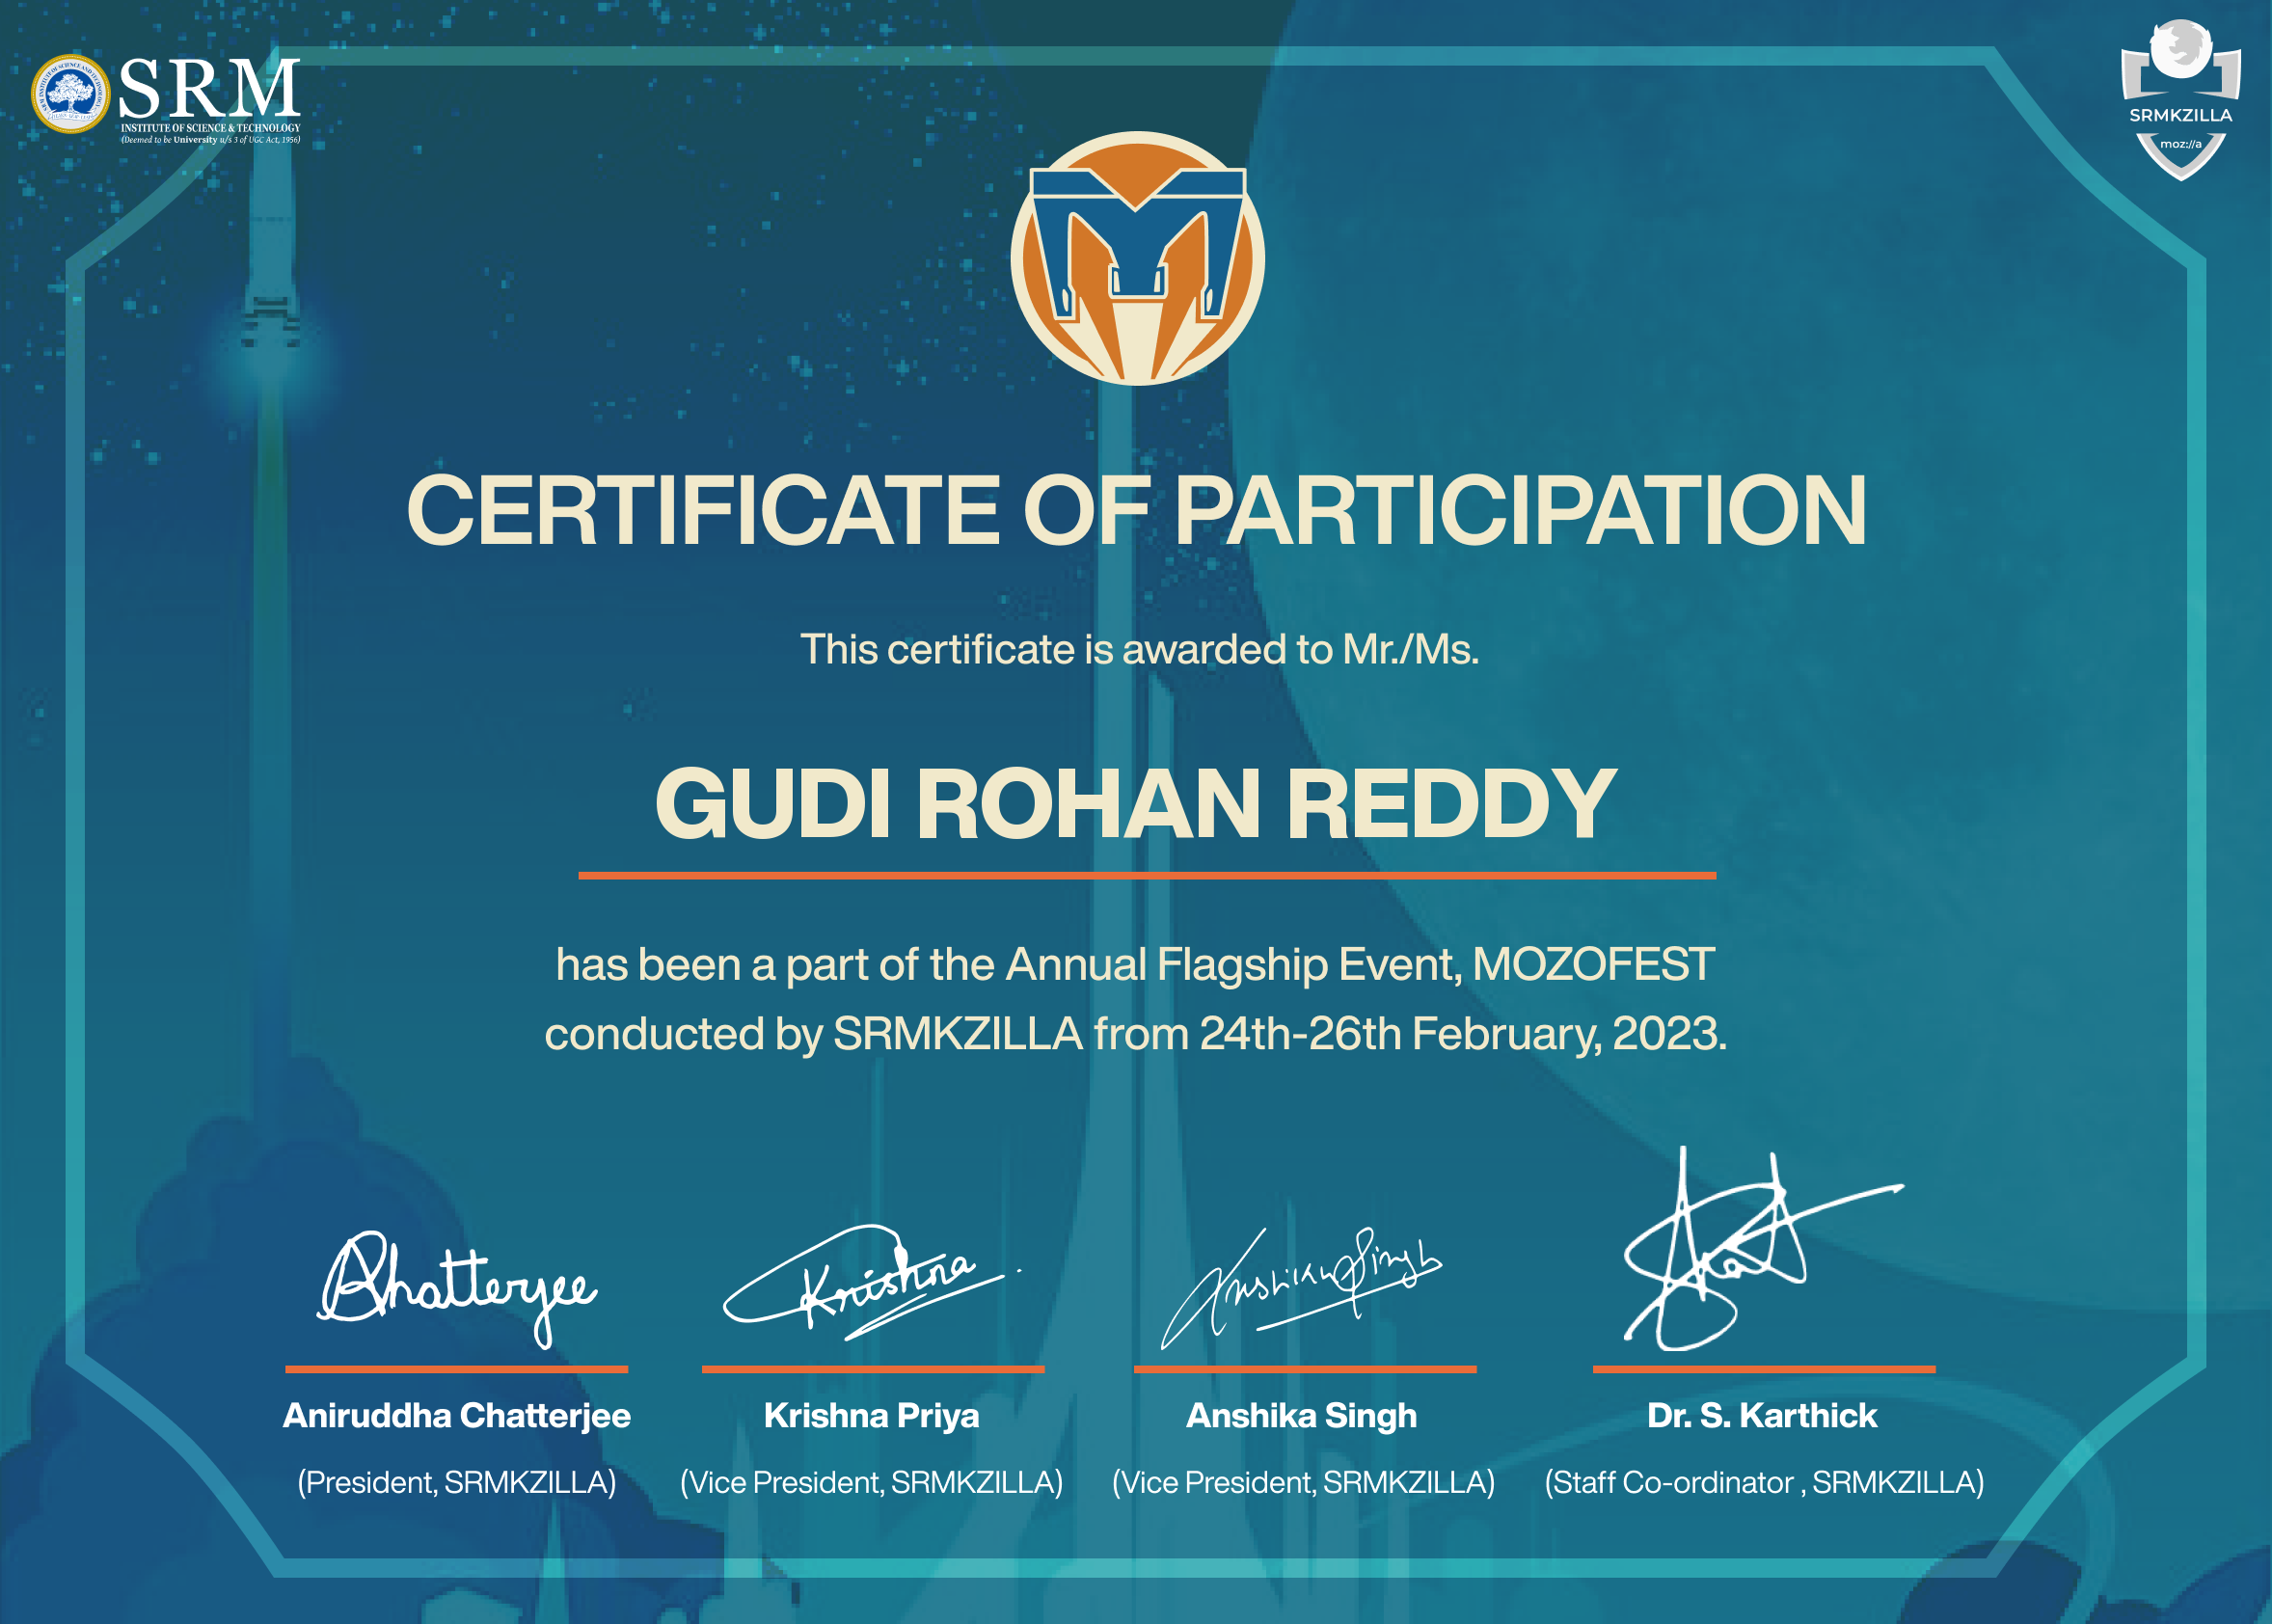 SRM
INSTITUTE OF SCIENCE & TECHNOLOGY
(Deemed to be University u/s 3 of UGC Act, 1956)
SRMKZILLA
moz://a
CERTIFICATE OF PARTICIPATION
This certificate is awarded to Mr./Ms.
GUDI ROHAN REDDY
has been a part of the Annual Flagship Event, MOZOFEST
conducted by SRMKZILLA from 24th-26th February, 2023.
Chatterjee
Krishna
Anshika Singh
Aniruddha Chatterjee
Krishna Priya
Anshika Singh
Dr. S. Karthick
(President, SRMKZILLA)
(Vice President, SRMKZILLA)
(Vice President, SRMKZILLA)
(Staff Co-ordinator , SRMKZILLA)